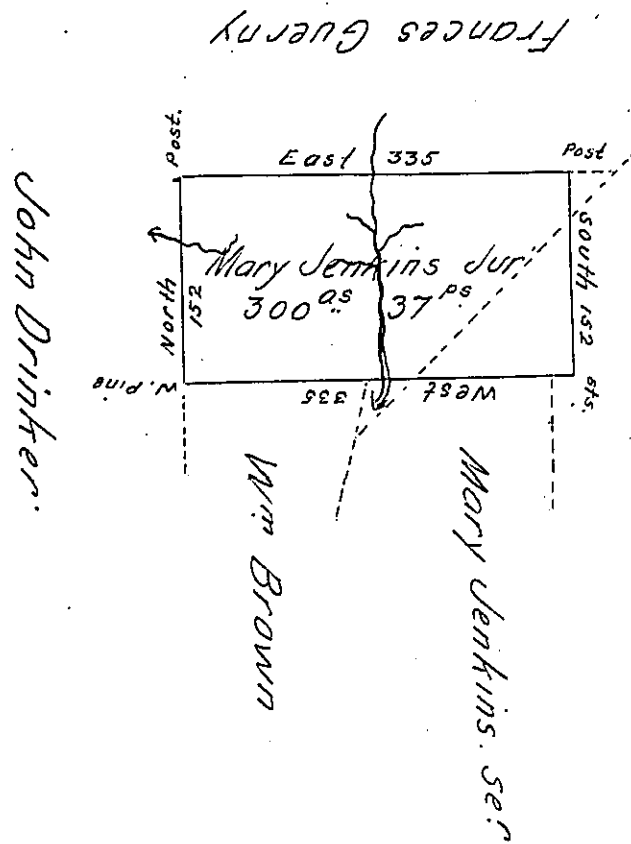 Frances Guerny
Post.
East 335
Post
South 152
Mary Jenkins Jur.
300 as „ 37 ps
North 152
W. Pine
West 335
sts.
John Drinker.
Wm Brown
Mary Jenkins. Se.r